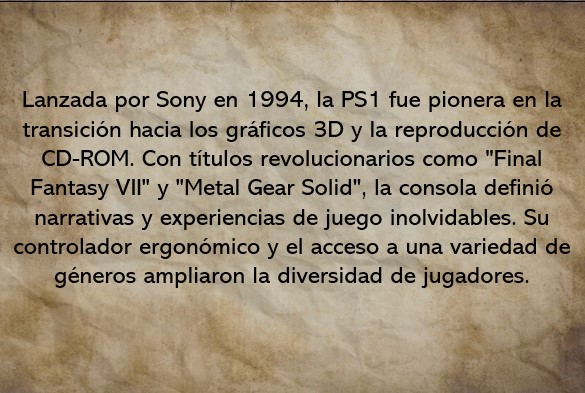 Lanzada por Sony en 1994, la PS1 fue pionera en la
transición hacia los gráficos 3D y la reproducción de
CD-ROM. Con títulos revolucionarios como "Final
Fantasy VII" y "Metal Gear Solid", la consola definió
narrativas y experiencias de juego inolvidables. Su
controlador ergonómico y el acceso a una variedad de
géneros ampliaron la diversidad de jugadores.